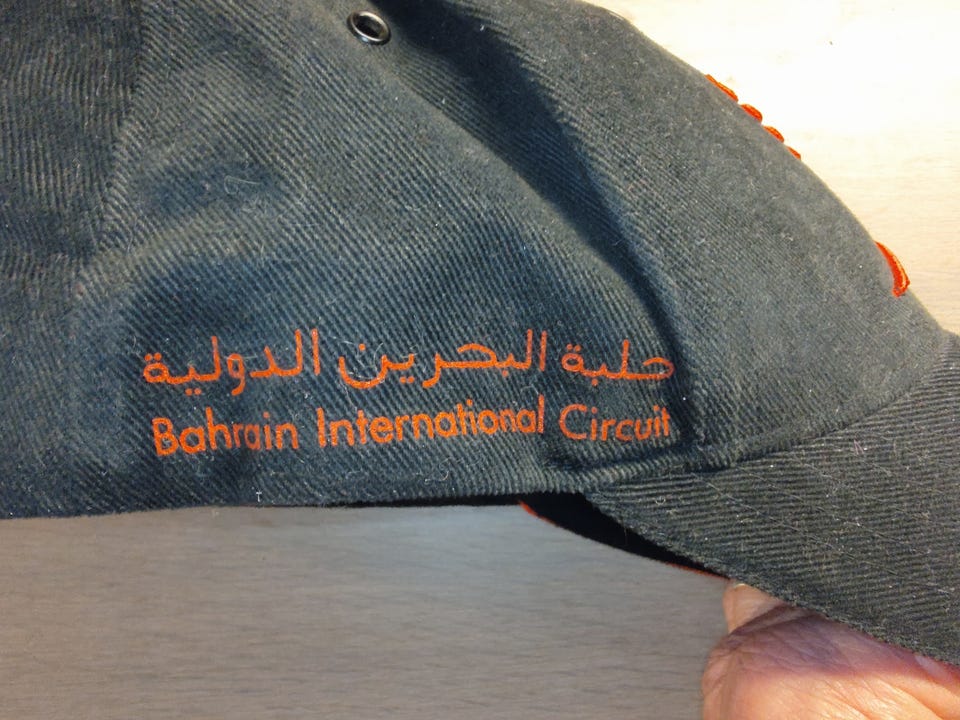 حلبة البحرين الدولية
Bahrain International Circuit